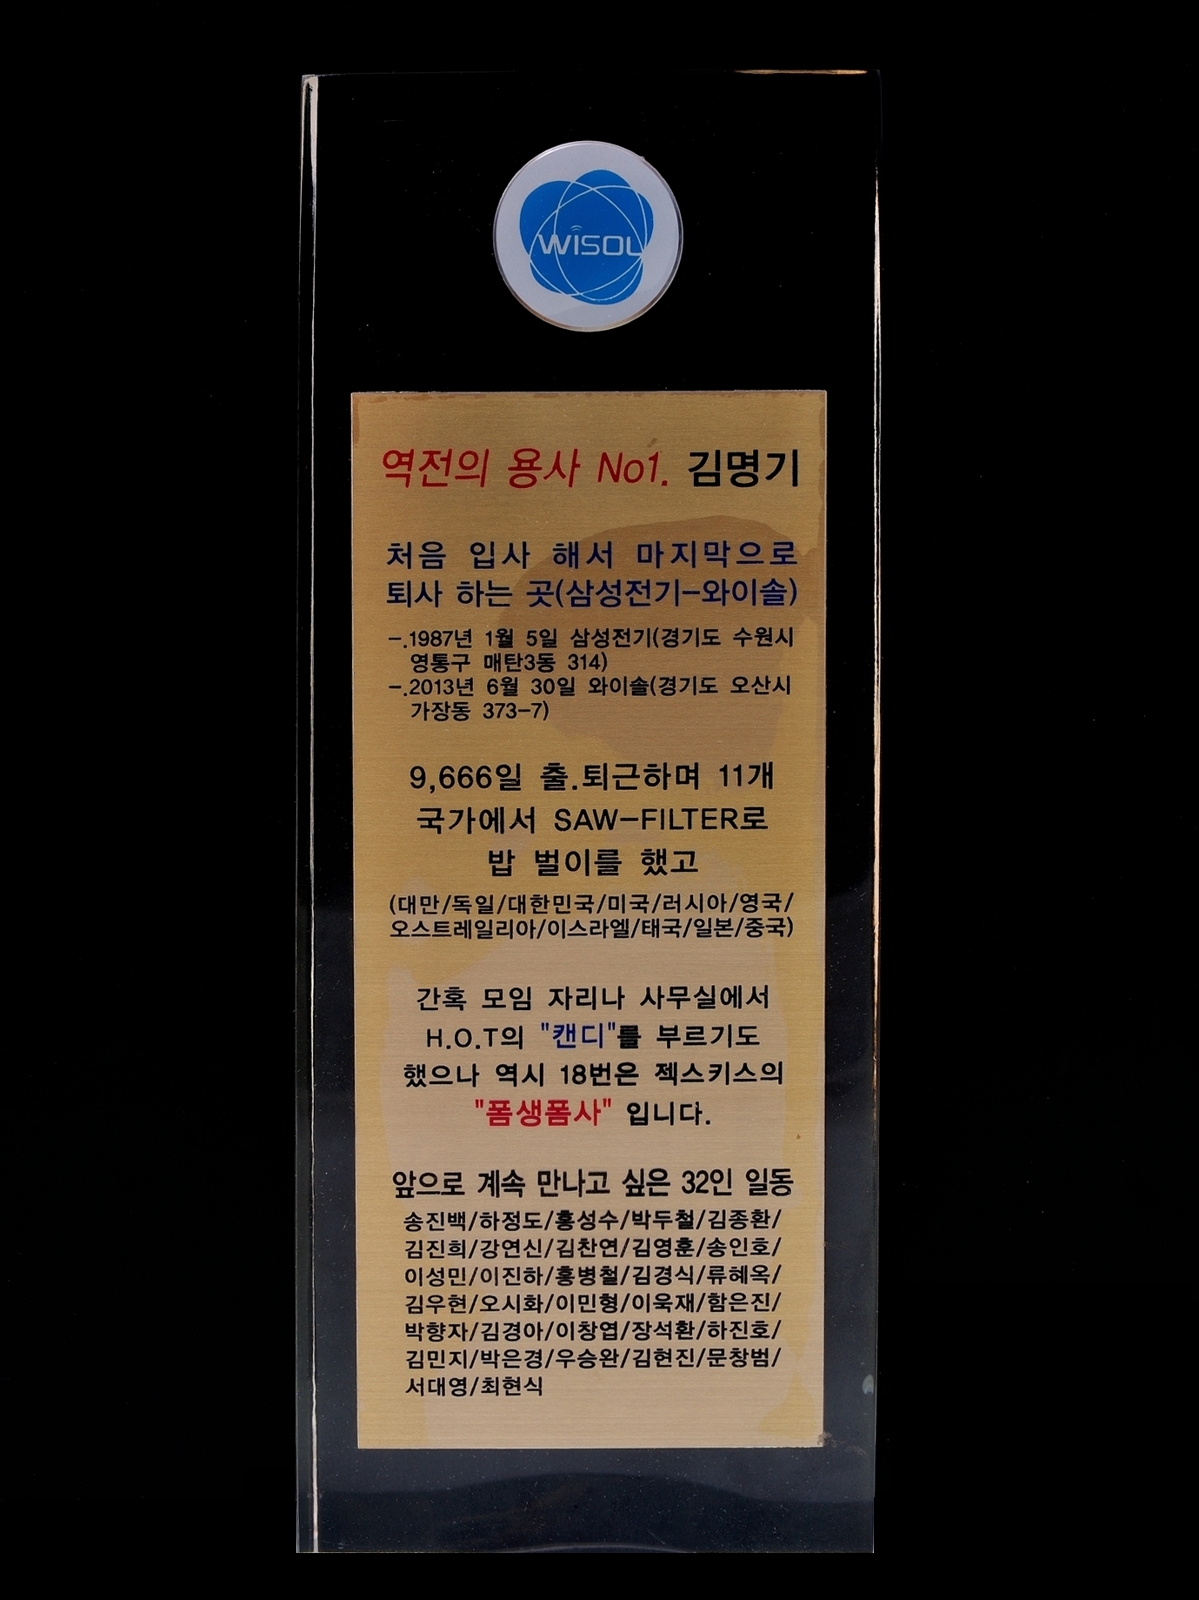 WiSOL
역전의 용사 No1. 김명기
처음 입사 해서 마지막으로
퇴사 하는 곳(삼성전기-와이솔)
-.1987년 1월 5일 삼성전기(경기도 수원시
영통구 매탄3동 314)
-.2013년 6월 30일 와이솔(경기도 오산시
가장동 373-7)
9,666일 출.퇴근하며 11개
국가에서 SAW-FILTER로
밥 벌이를 했고
(대만/독일/대한민국/미국/러시아/영국/
오스트레일리아/이스라엘/태국/일본/중국)
간혹 모임 자리나 사무실에서
H.O.T의 "캔디"를 부르기도
했으나 역시 18번은 젝스키스의
"폼생폼사" 입니다.
앞으로 계속 만나고 싶은 32인 일동
송진백/하정도/홍성수/박두철/김종환/
김진희/강연신/김찬연/김영훈/송인호/
이성민/이진하/홍병철/김경식/류혜옥/
김우현/오시화/이민형/이욱재/함은진/
박향자/김경아/이창엽/장석환/하진호/
김민지/박은경/우승완/김현진/문창범/
서대영/최현식